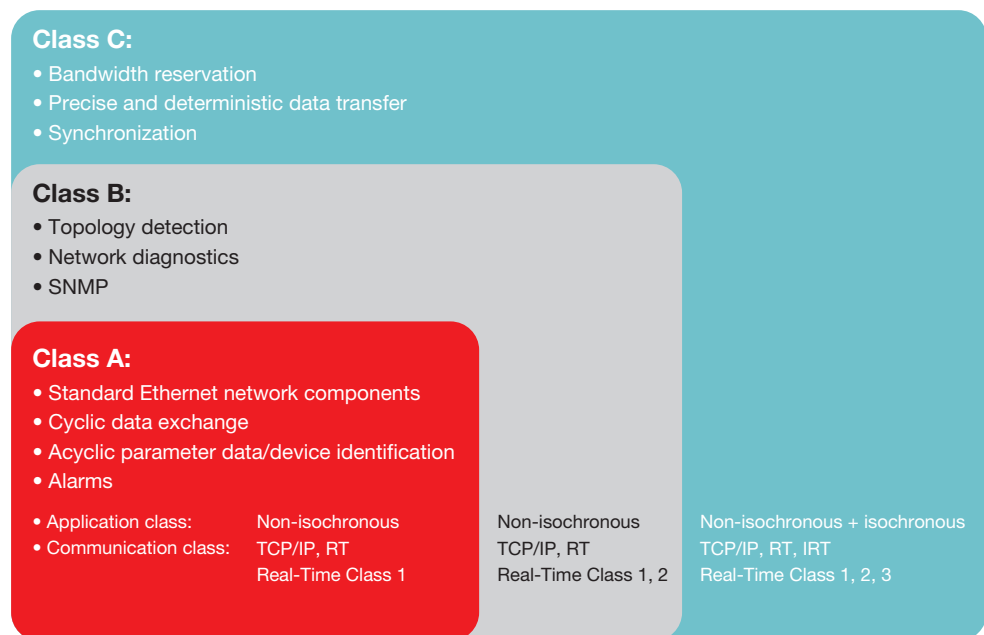 Class C:
• Bandwidth reservation
• Precise and deterministic data transfer
• Synchronization
Class B:
• Topology detection
• Network diagnostics
• SNMP
Class A:
• Standard Ethernet network components
• Cyclic data exchange
• Acyclic parameter data/device identification
• Alarms
• Application class: Non-isochronous Non-isochronous Non-isochronous + isochronous
• Communication class: TCP/IP, RT TCP/IP, RT TCP/IP, RT, IRT
Real-Time Class 1 Real-Time Class 1, 2 Real-Time Class 1, 2, 3